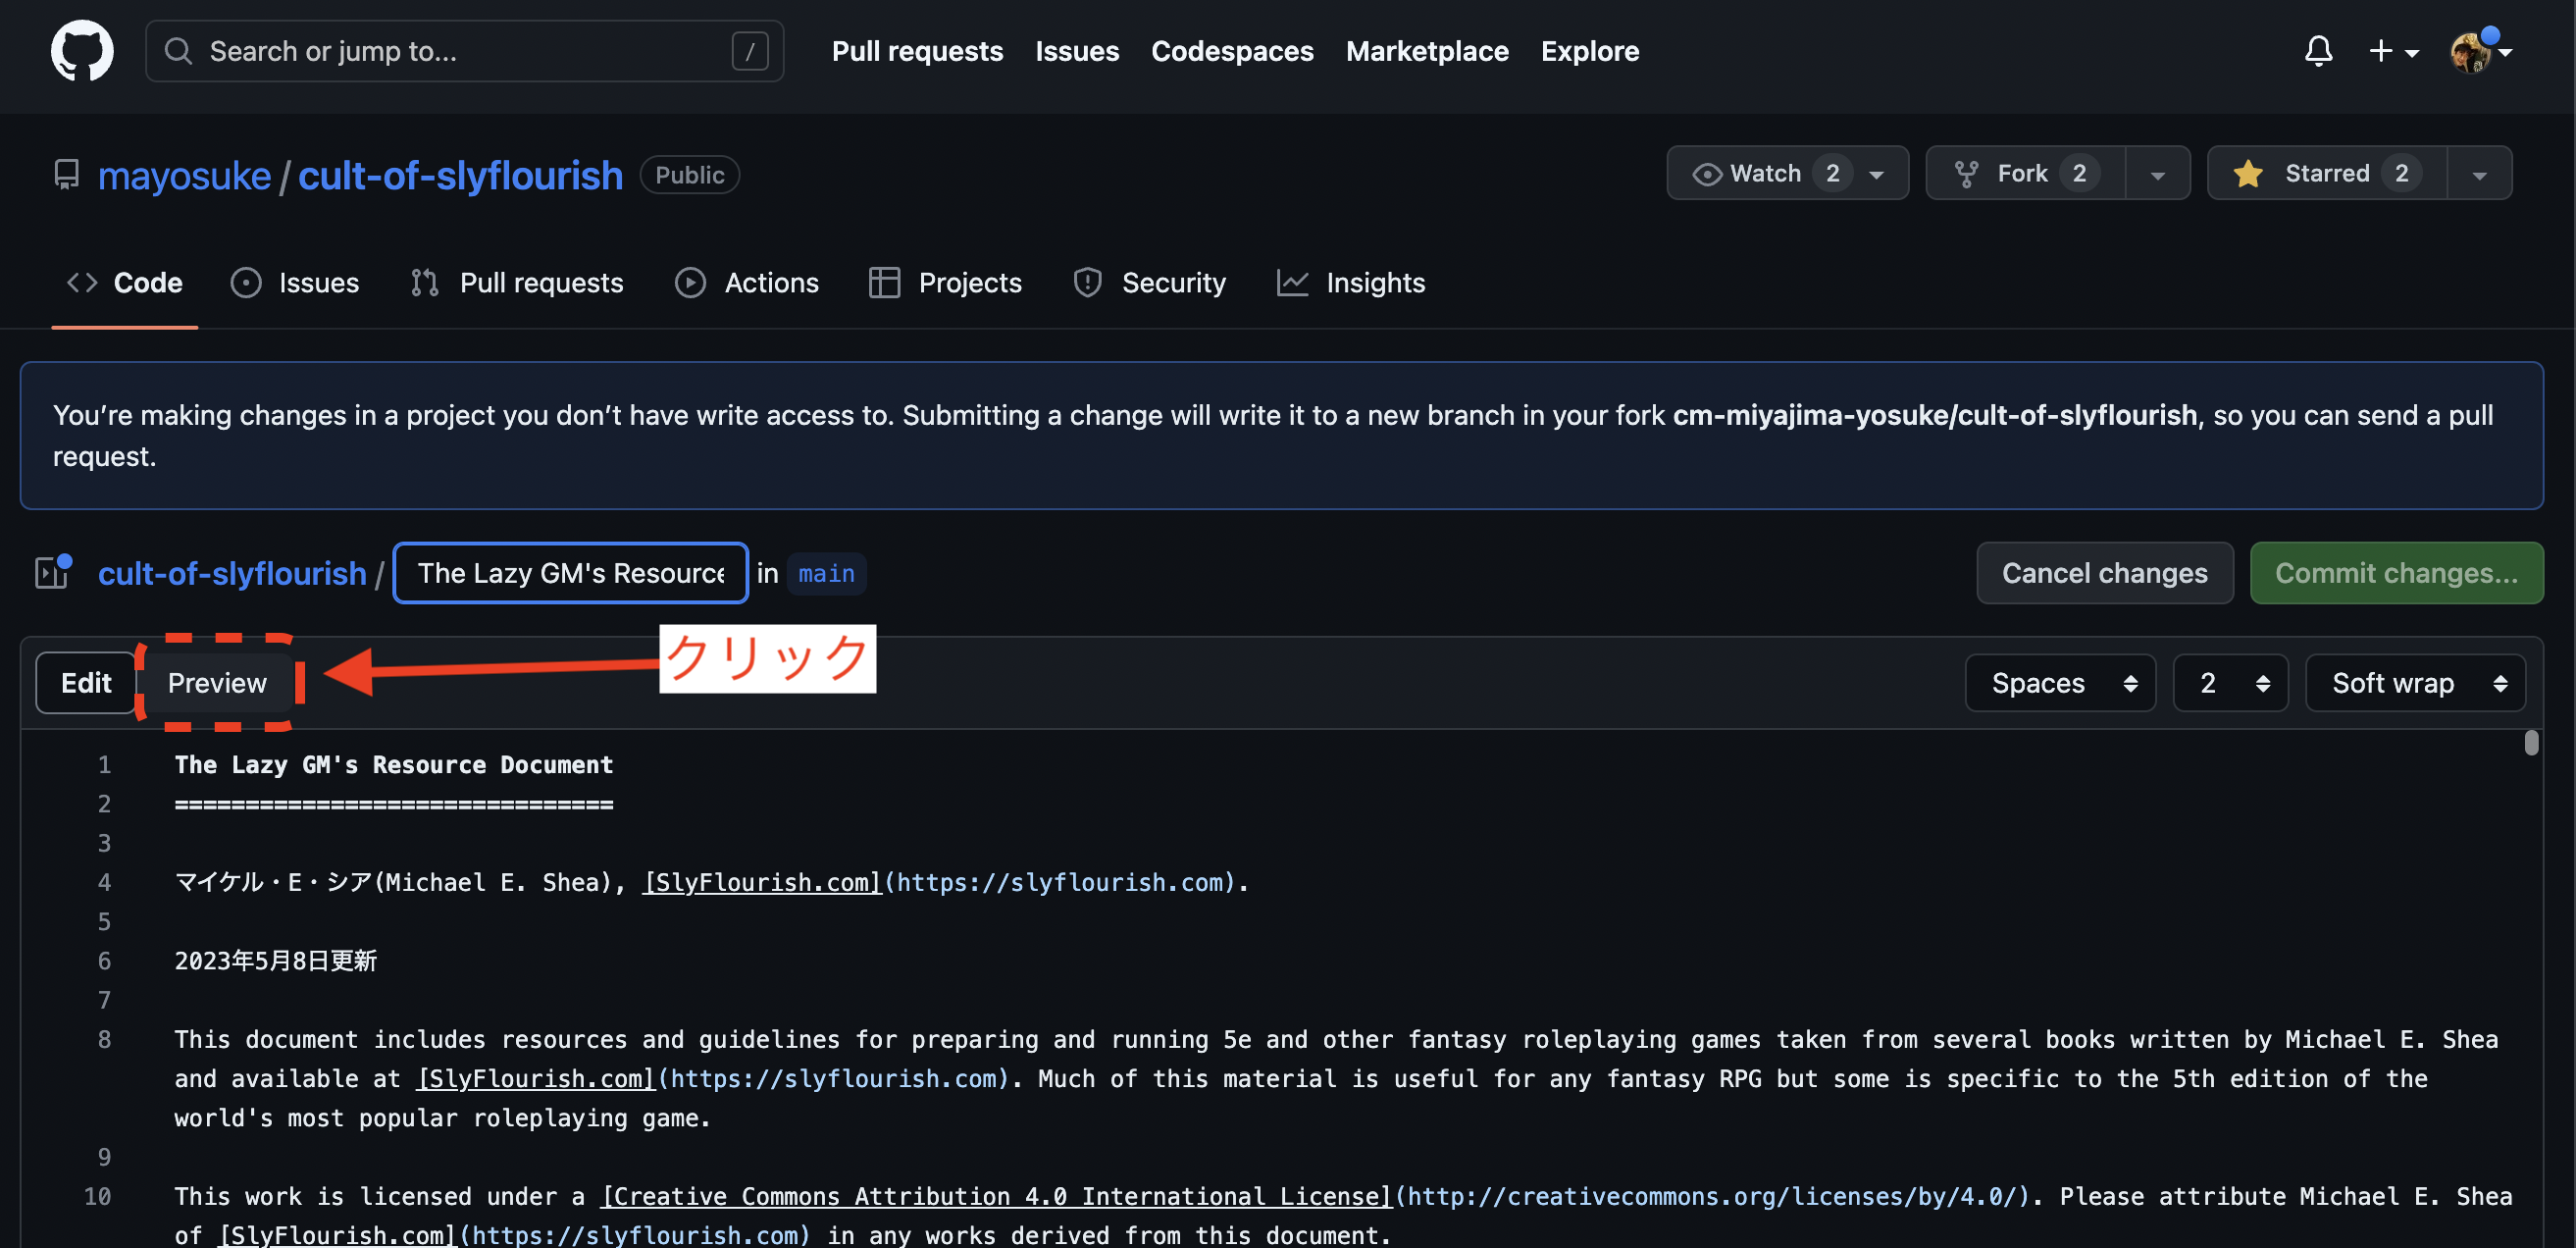 Search or jump to... /
Pull requests Issues Codespaces Marketplace Explore
mayosuke / cult-of-slyflourish Public
Watch 2 Fork 2 Starred 2
Code Issues Pull requests Actions Projects Security Insights
You’re making changes in a project you don’t have write access to. Submitting a change will write it to a new branch in your fork cm-miyajima-yosuke/cult-of-slyflourish, so you can send a pull
request.
cult-of-slyflourish / The Lazy GM's Resource in main
Cancel changes Commit changes...
Edit Preview
クリック
Spaces 2 Soft wrap
1 The Lazy GM's Resource Document
2 ===============================
3
4 マイケル・E・シア(Michael E. Shea), [SlyFlourish.com](https://slyflourish.com).
5
6 2023年5月8日更新
7
8 This document includes resources and guidelines for preparing and running 5e and other fantasy roleplaying games taken from several books written by Michael E. Shea
and available at [SlyFlourish.com](https://slyflourish.com). Much of this material is useful for any fantasy RPG but some is specific to the 5th edition of the
world's most popular roleplaying game.
9
10 This work is licensed under a [Creative Commons Attribution 4.0 International License](http://creativecommons.org/licenses/by/4.0/). Please attribute Michael E. Shea
of [SlyFlourish.com](https://slyflourish.com) in any works derived from this document.